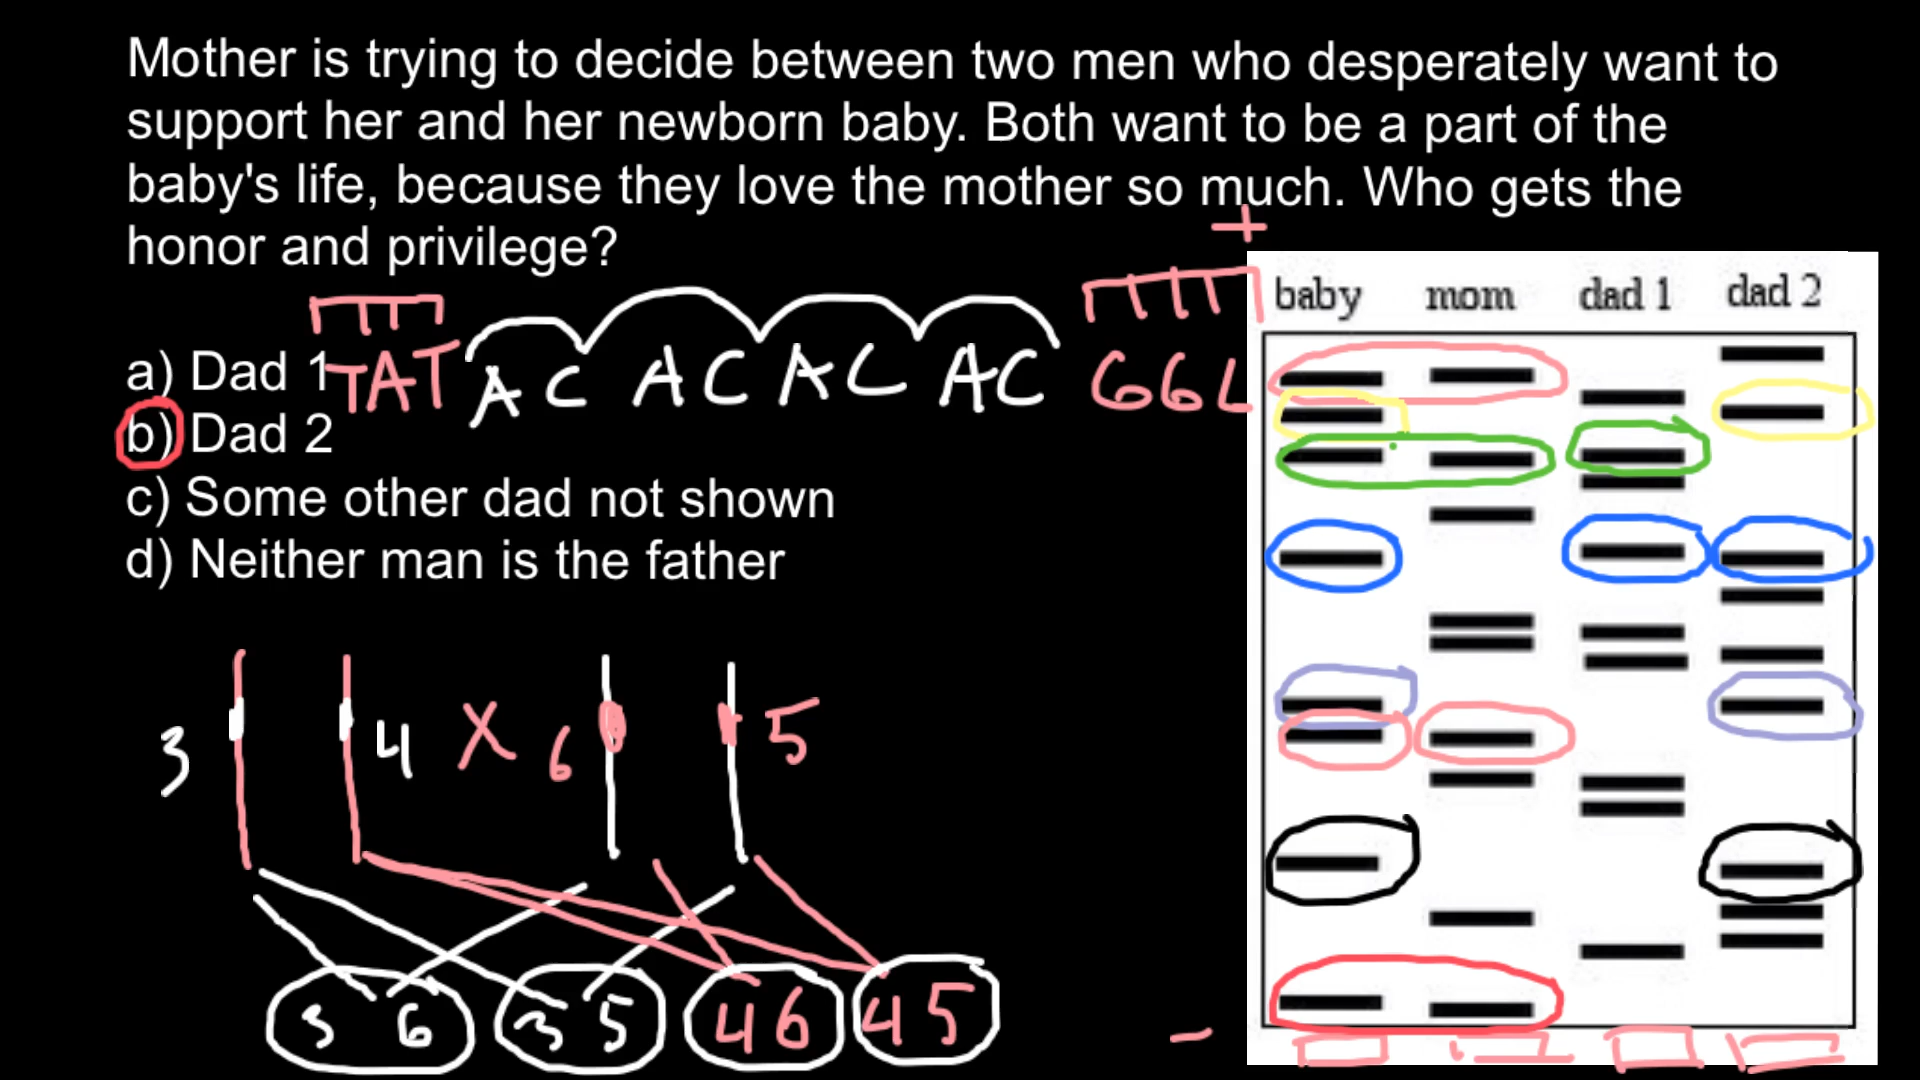 Mother is trying to decide between two men who desperately want to
support her and her newborn baby. Both want to be a part of the
baby's life, because they love the mother so much. Who gets the
honor and privilege?
+
baby mom dad 1 dad 2
a) Dad 1
TAT AC AC AC AC GGC
b) Dad 2
c) Some other dad not shown
d) Neither man is the father
3 4 X 6 5
3 6 3 5 4 6 4 5
-